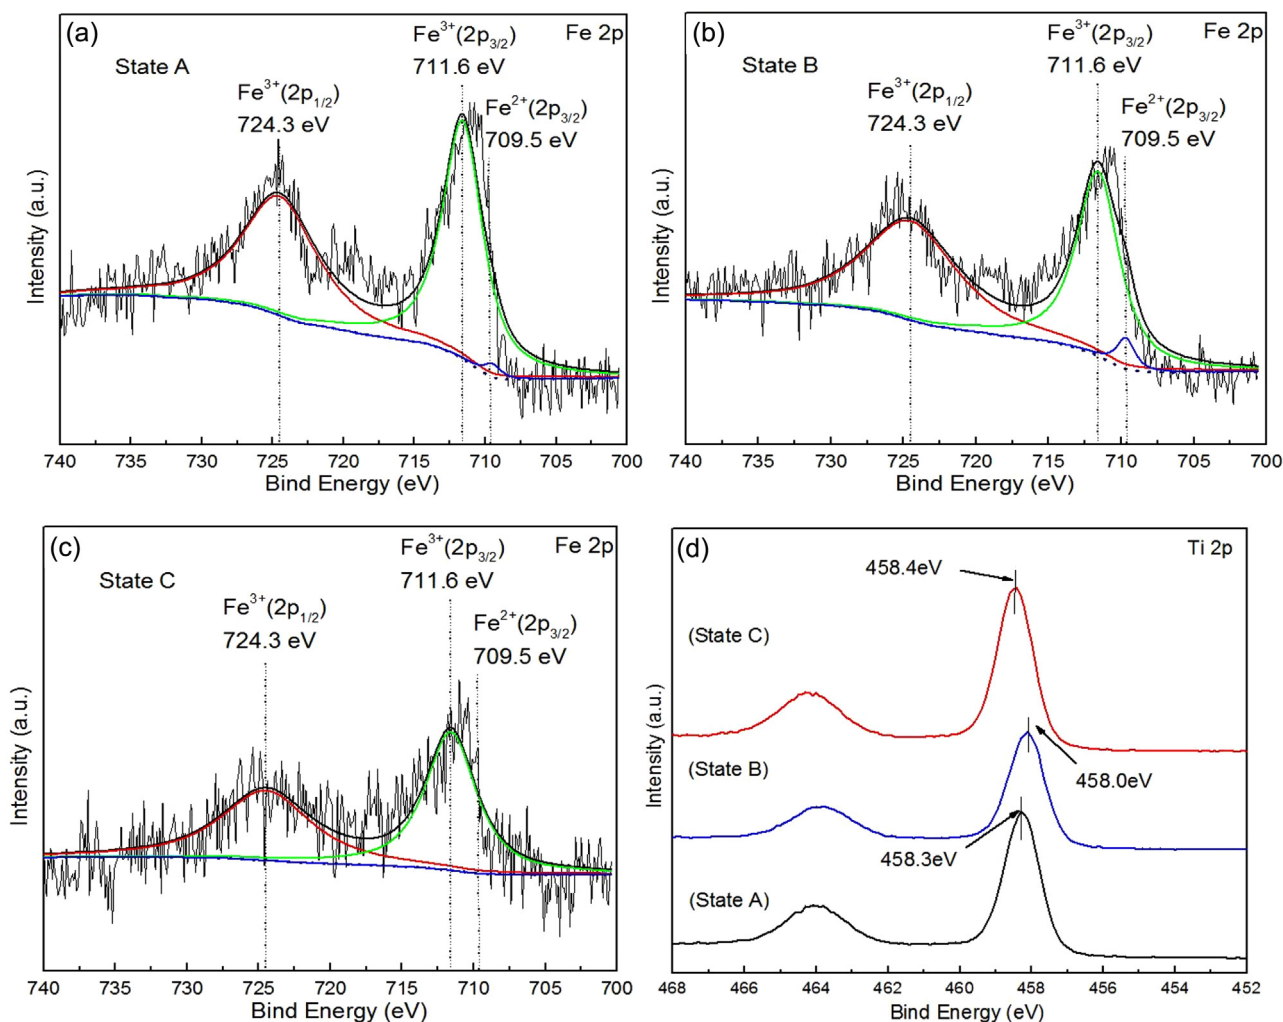 (a)
State A
Fe³⁺(2p₃/₂)
711.6 eV
Fe 2p
Fe³⁺(2p₁/₂)
724.3 eV
Fe²⁺(2p₃/₂)
709.5 eV
Intensity (a.u.)
740 735 730 725 720 715 710 705 700
Bind Energy (eV)
(b)
State B
Fe³⁺(2p₃/₂)
711.6 eV
Fe 2p
Fe³⁺(2p₁/₂)
724.3 eV
Fe²⁺(2p₃/₂)
709.5 eV
Intensity (a.u.)
740 735 730 725 720 715 710 705 700
Bind Energy (eV)
(c)
State C
Fe³⁺(2p₃/₂)
711.6 eV
Fe 2p
Fe³⁺(2p₁/₂)
724.3 eV
Fe²⁺(2p₃/₂)
709.5 eV
Intensity (a.u.)
740 735 730 725 720 715 710 705 700
Bind Energy (eV)
(d)
Ti 2p
458.4eV
(State C)
(State B)
458.0eV
458.3eV
(State A)
Intensity (a.u.)
468 466 464 462 460 458 456 454 452
Bind Energy (eV)